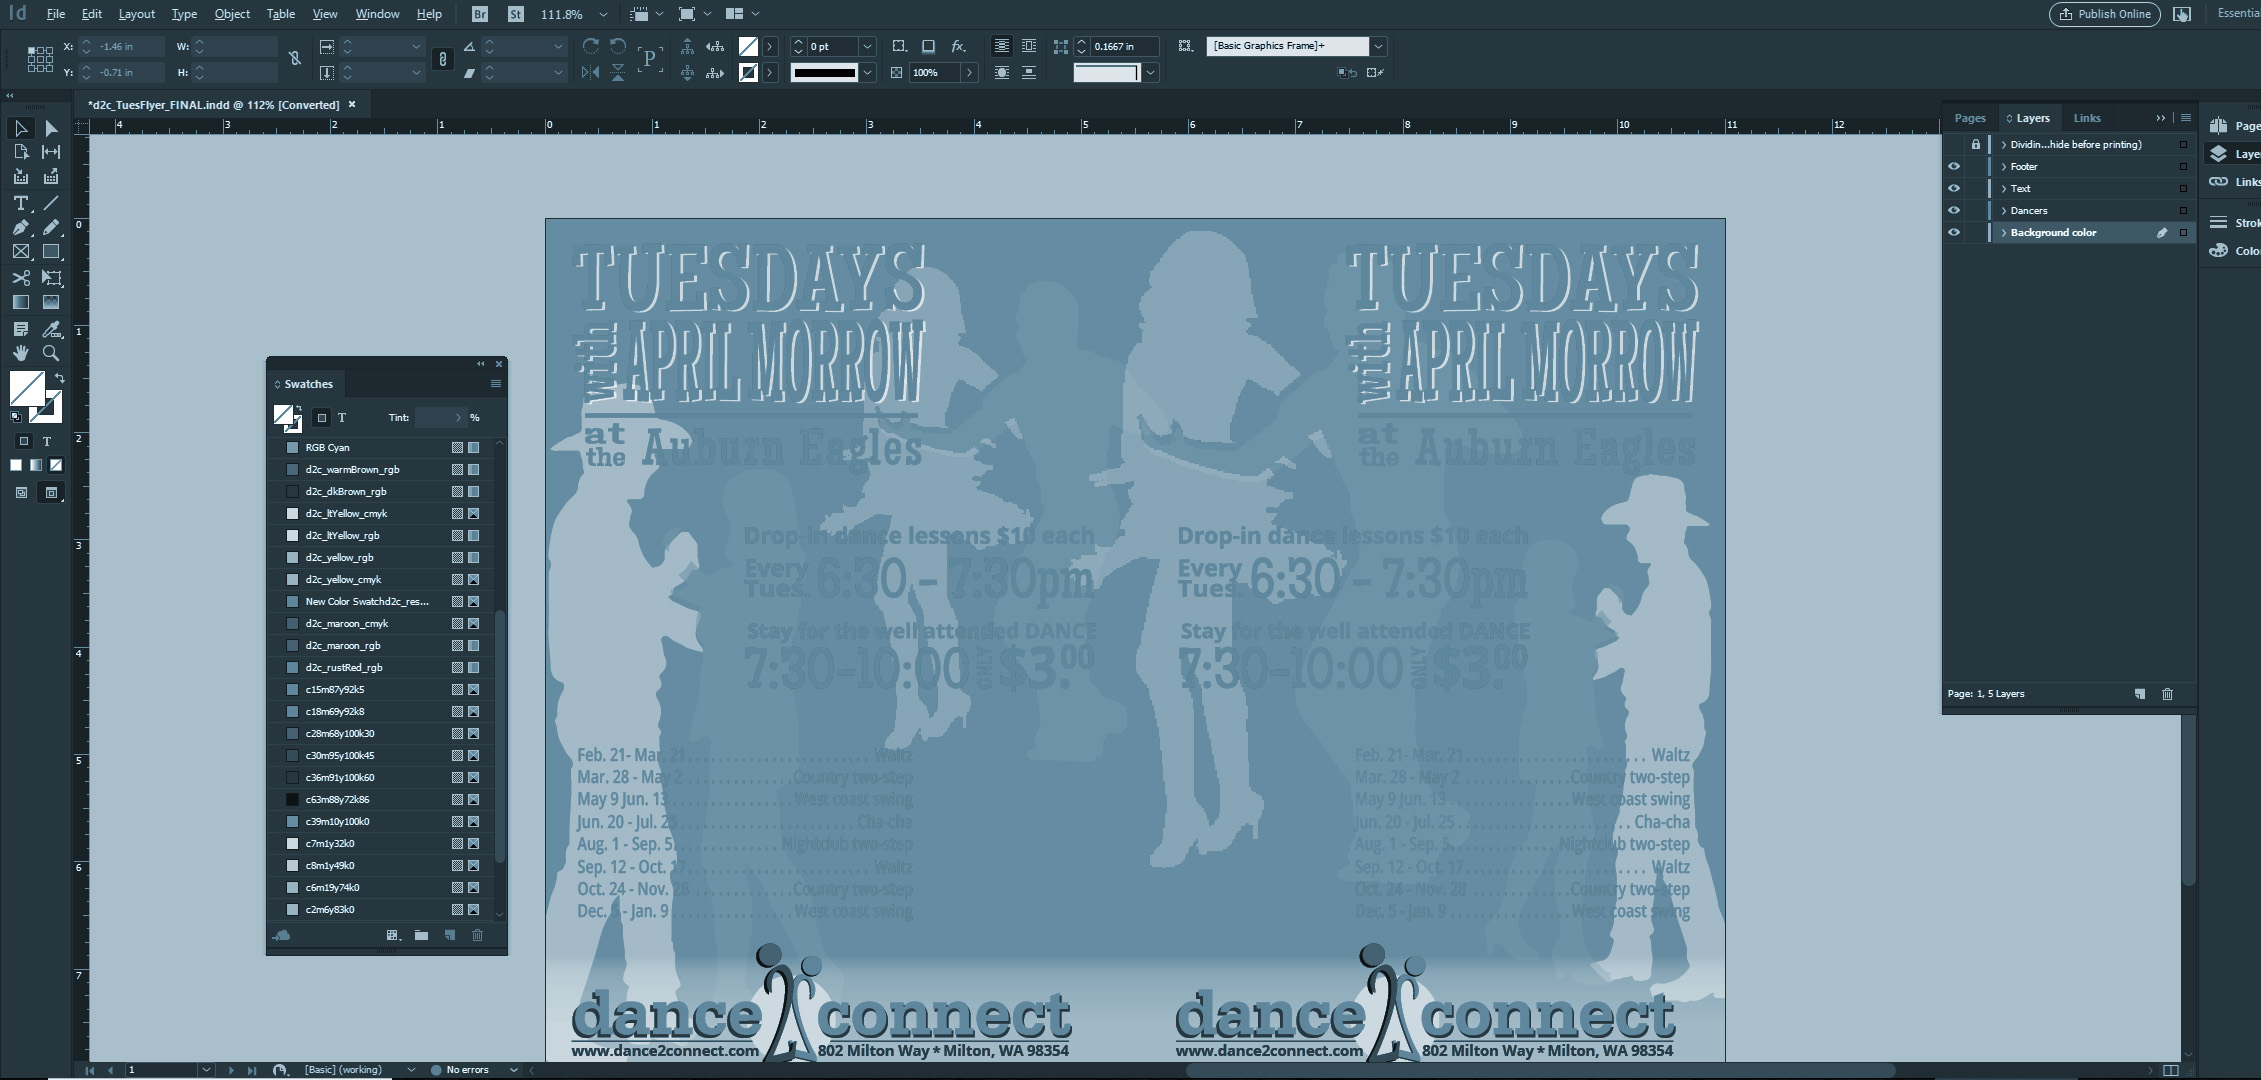 Id File Edit Layout Type Object Table View Window Help Br St 111.8% Publish Online
X: -1.46 in W: 0 pt fx. 0.1667 in [Basic Graphics Frame]+
Y: -0.71 in H: P 100%
*d2c_TuesFlyer_FINAL.indd @ 112% [Converted] ×
4 3 2 1 0 1 2 3 4 5 6 7 8 9 10 11 12
0
1
2
3
4
5
6
7
Swatches
T Tint: %
RGB Cyan
d2c_warmBrown_rgb
d2c_dkBrown_rgb
d2c_ltYellow_cmyk
d2c_ltYellow_rgb
d2c_yellow_rgb
d2c_yellow_cmyk
New Color Swatchd2c_res...
d2c_maroon_cmyk
d2c_maroon_rgb
d2c_rustRed_rgb
c15m87y92k5
c18m69y92k8
c28m68y100k30
c30m95y100k45
c36m91y100k60
c63m88y72k86
c39m10y100k0
c7m1y32k0
c8m1y49k0
c6m19y74k0
c2m6y83k0
TUESDAYS
with APRIL MORROW
at the Auburn Eagles
Drop-in dance lessons $10 each
Every Tues. 6:30 - 7:30pm
Stay for the well attended DANCE
7:30-10:00 ONLY $3.00
Feb. 21- Mar. 21 Waltz
Mar. 28 - May 2 Country two-step
May 9 Jun. 13 West coast swing
Jun. 20 - Jul. 25 Cha-cha
Aug. 1 - Sep. 5 Nightclub two-step
Sep. 12 - Oct. 17 Waltz
Oct. 24 - Nov. 28 Country two-step
Dec. 5 - Jan. 9 West coast swing
dance 2 connect
www.dance2connect.com 802 Milton Way * Milton, WA 98354
TUESDAYS
with APRIL MORROW
at the Auburn Eagles
Drop-in dance lessons $10 each
Every Tues. 6:30 - 7:30pm
Stay for the well attended DANCE
7:30-10:00 ONLY $3.00
Feb. 21- Mar. 21 Waltz
Mar. 28 - May 2 Country two-step
May 9 Jun. 13 West coast swing
Jun. 20 - Jul. 25 Cha-cha
Aug. 1 - Sep. 5 Nightclub two-step
Sep. 12 - Oct. 17 Waltz
Oct. 24 - Nov. 28 Country two-step
Dec. 5 - Jan. 9 West coast swing
dance 2 connect
www.dance2connect.com 802 Milton Way * Milton, WA 98354
Pages Layers Links
Dividin...hide before printing)
Footer
Text
Dancers
Background color
Page: 1, 5 Layers
Links
1 [Basic] (working) No errors